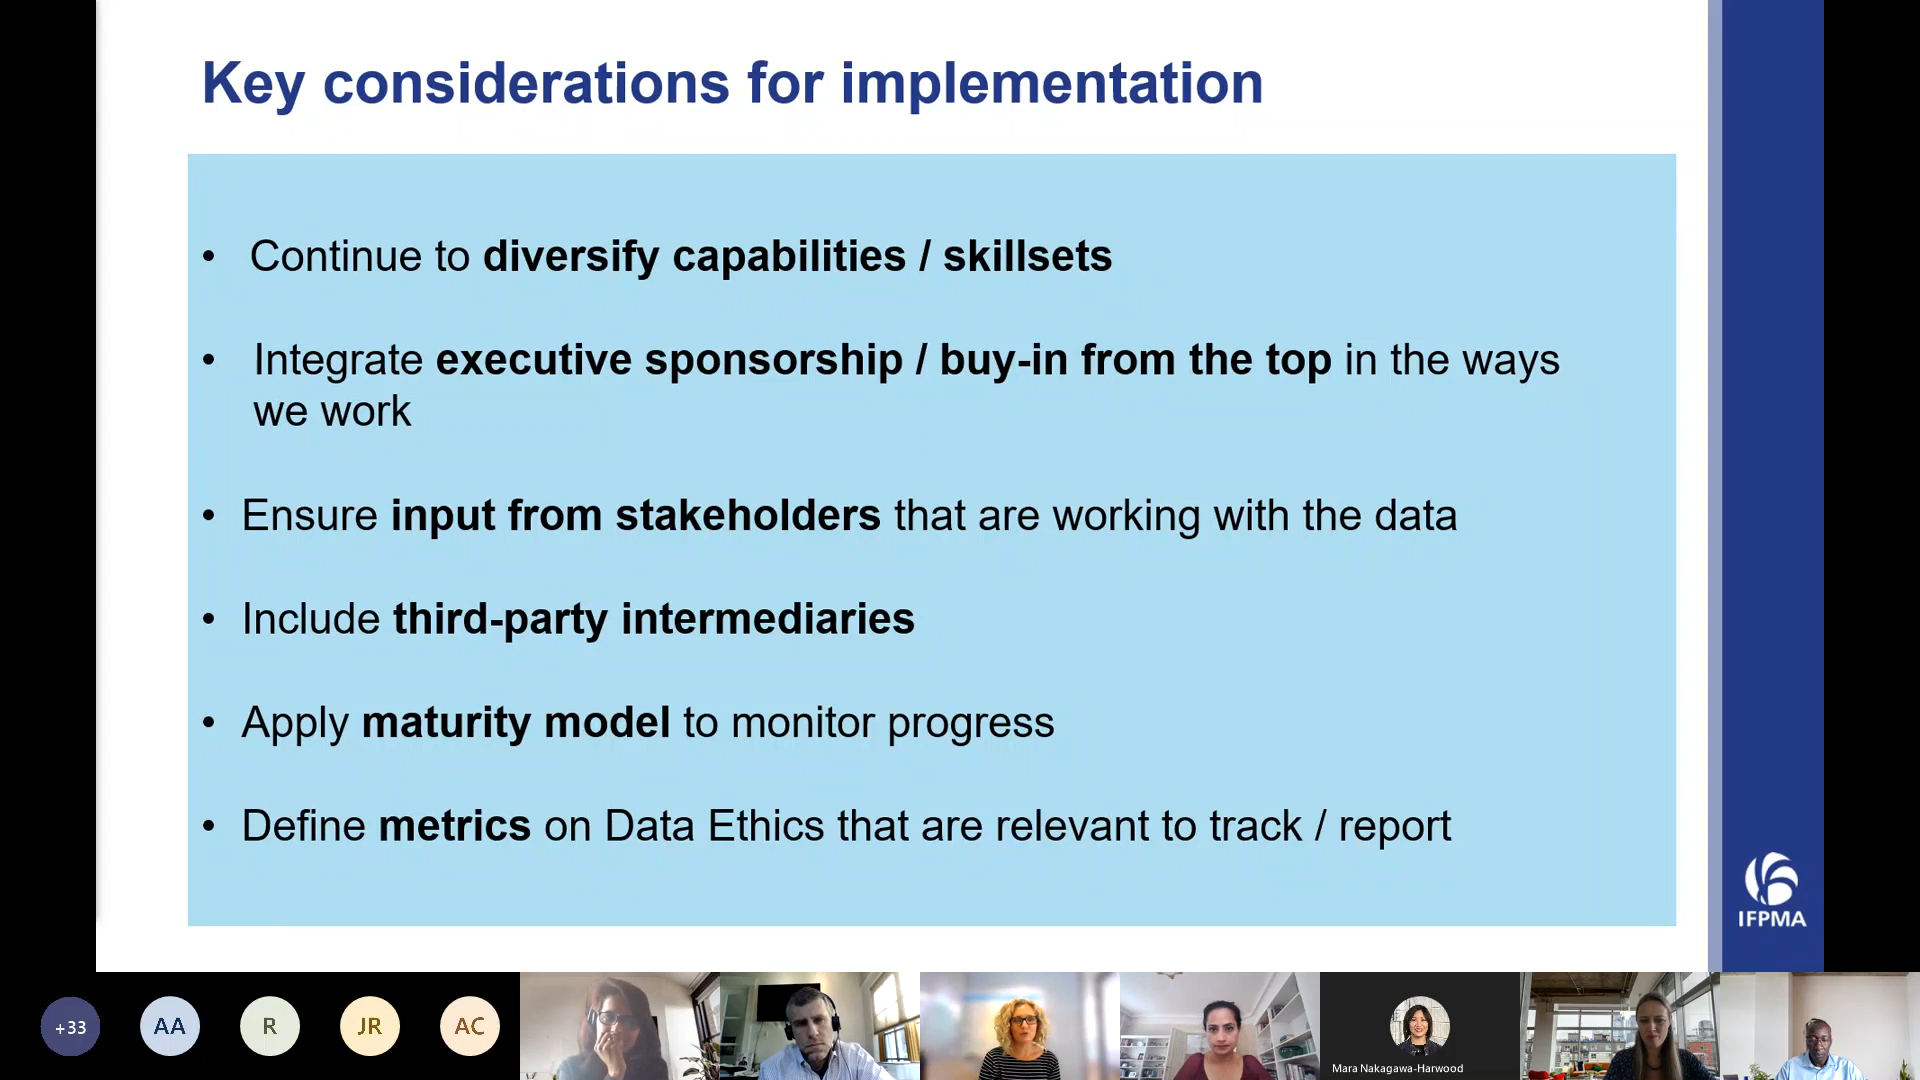 Key considerations for implementation
• Continue to diversify capabilities / skillsets
• Integrate executive sponsorship / buy-in from the top in the ways
we work
• Ensure input from stakeholders that are working with the data
• Include third-party intermediaries
• Apply maturity model to monitor progress
• Define metrics on Data Ethics that are relevant to track / report
IFPMA
+33
AA
R
JR
AC
Mara Nakagawa-Harwood